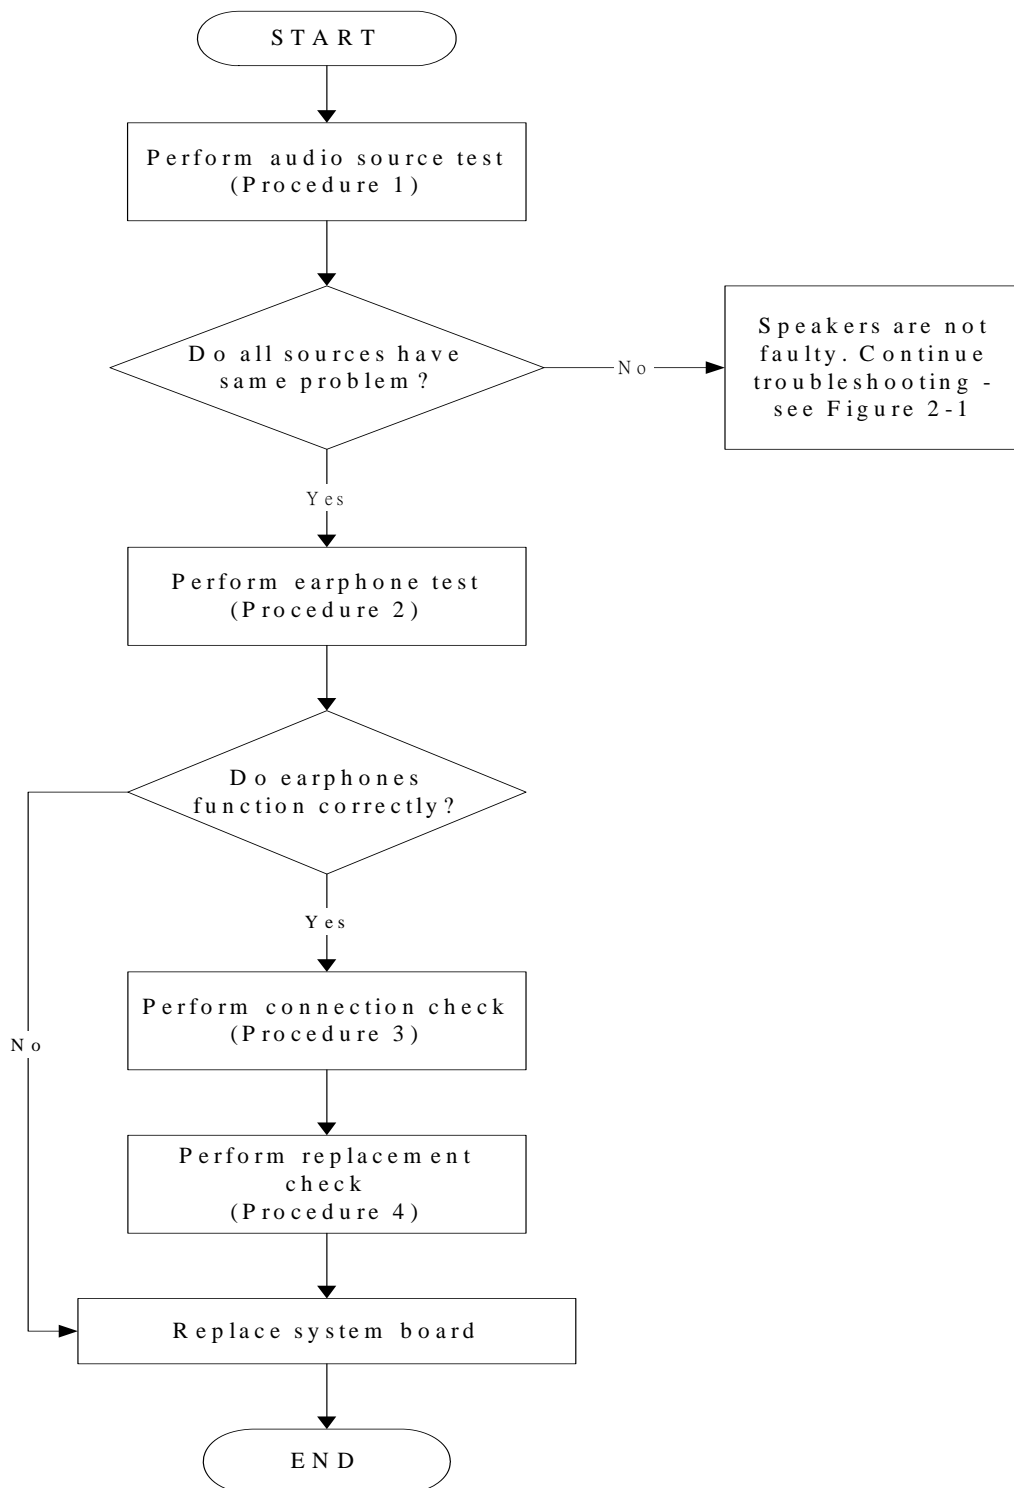 START
Perform audio source test
(Procedure 1)
Do all sources have
same problem?
No
Speakers are not
faulty. Continue
troubleshooting -
see Figure 2-1
Yes
Perform earphone test
(Procedure 2)
Do earphones
function correctly?
Yes
Perform connection check
(Procedure 3)
No
Perform replacement
check
(Procedure 4)
Replace system board
END